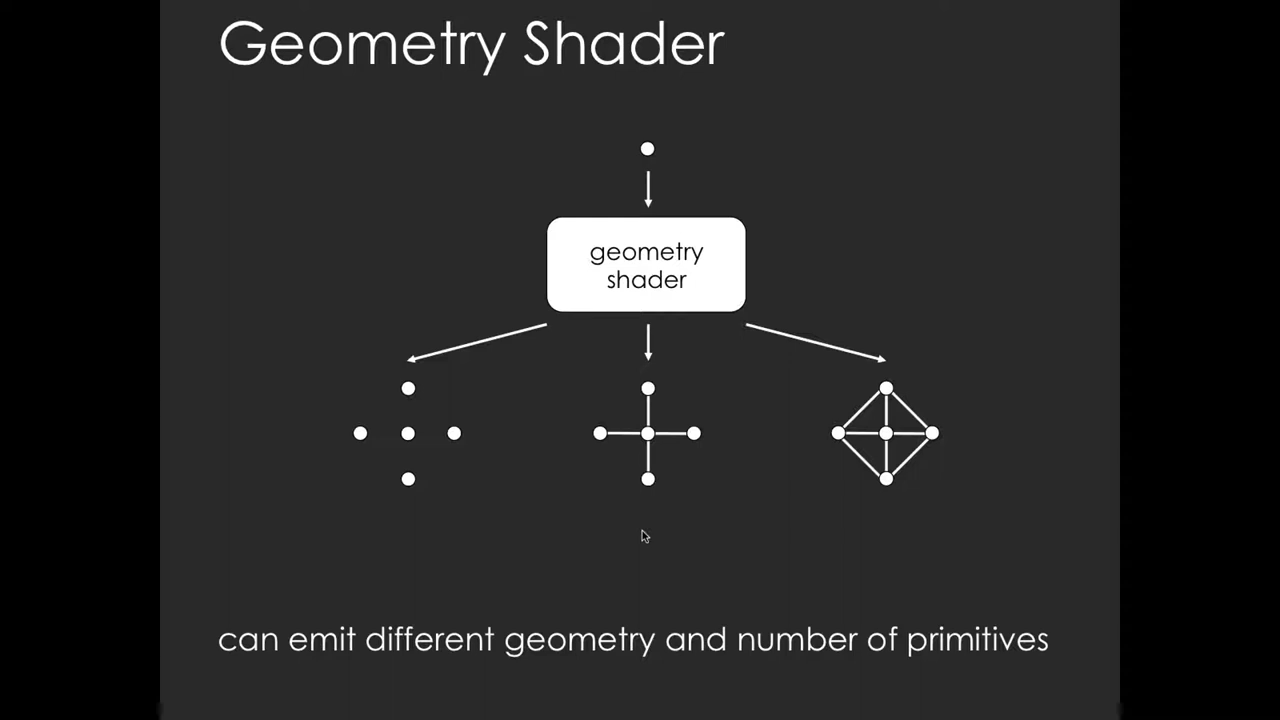 Geometry Shader
geometry
shader
can emit different geometry and number of primitives